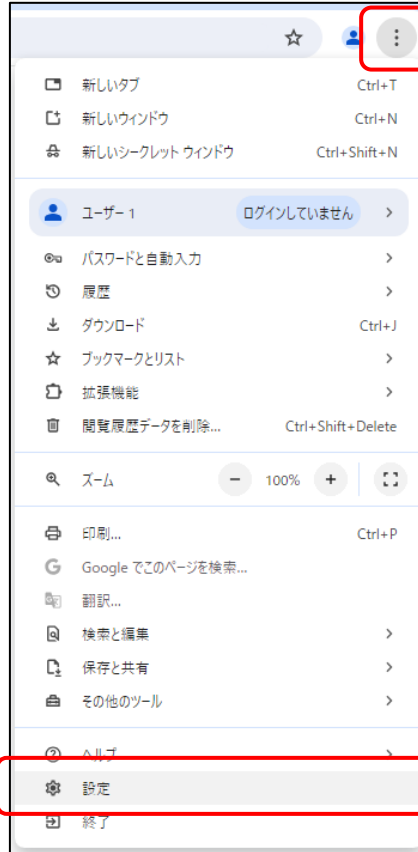 新しいタブ Ctrl+T
新しいウィンドウ Ctrl+N
新しいシークレット ウィンドウ Ctrl+Shift+N
ユーザー 1 ログインしていません
パスワードと自動入力
履歴
ダウンロード Ctrl+J
ブックマークとリスト
拡張機能
閲覧履歴データを削除... Ctrl+Shift+Delete
ズーム - 100% +
印刷... Ctrl+P
Google でこのページを検索...
翻訳...
検索と編集
保存と共有
その他のツール
ヘルプ
設定
終了